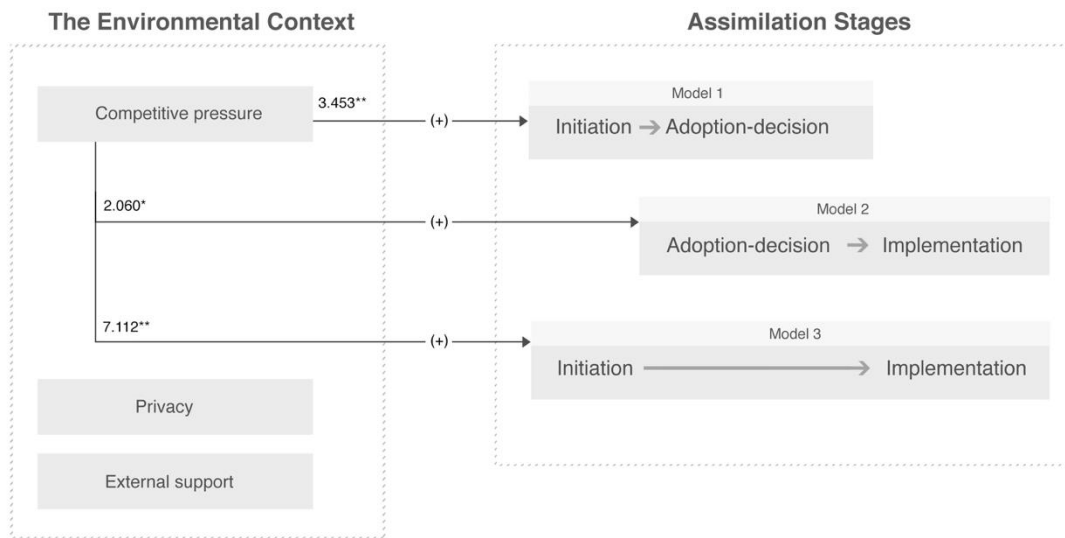 The Environmental Context
Assimilation Stages
Competitive pressure
3.453**
(+)
Model 1
Initiation → Adoption-decision
2.060*
(+)
Model 2
Adoption-decision → Implementation
7.112**
(+)
Model 3
Initiation → Implementation
Privacy
External support